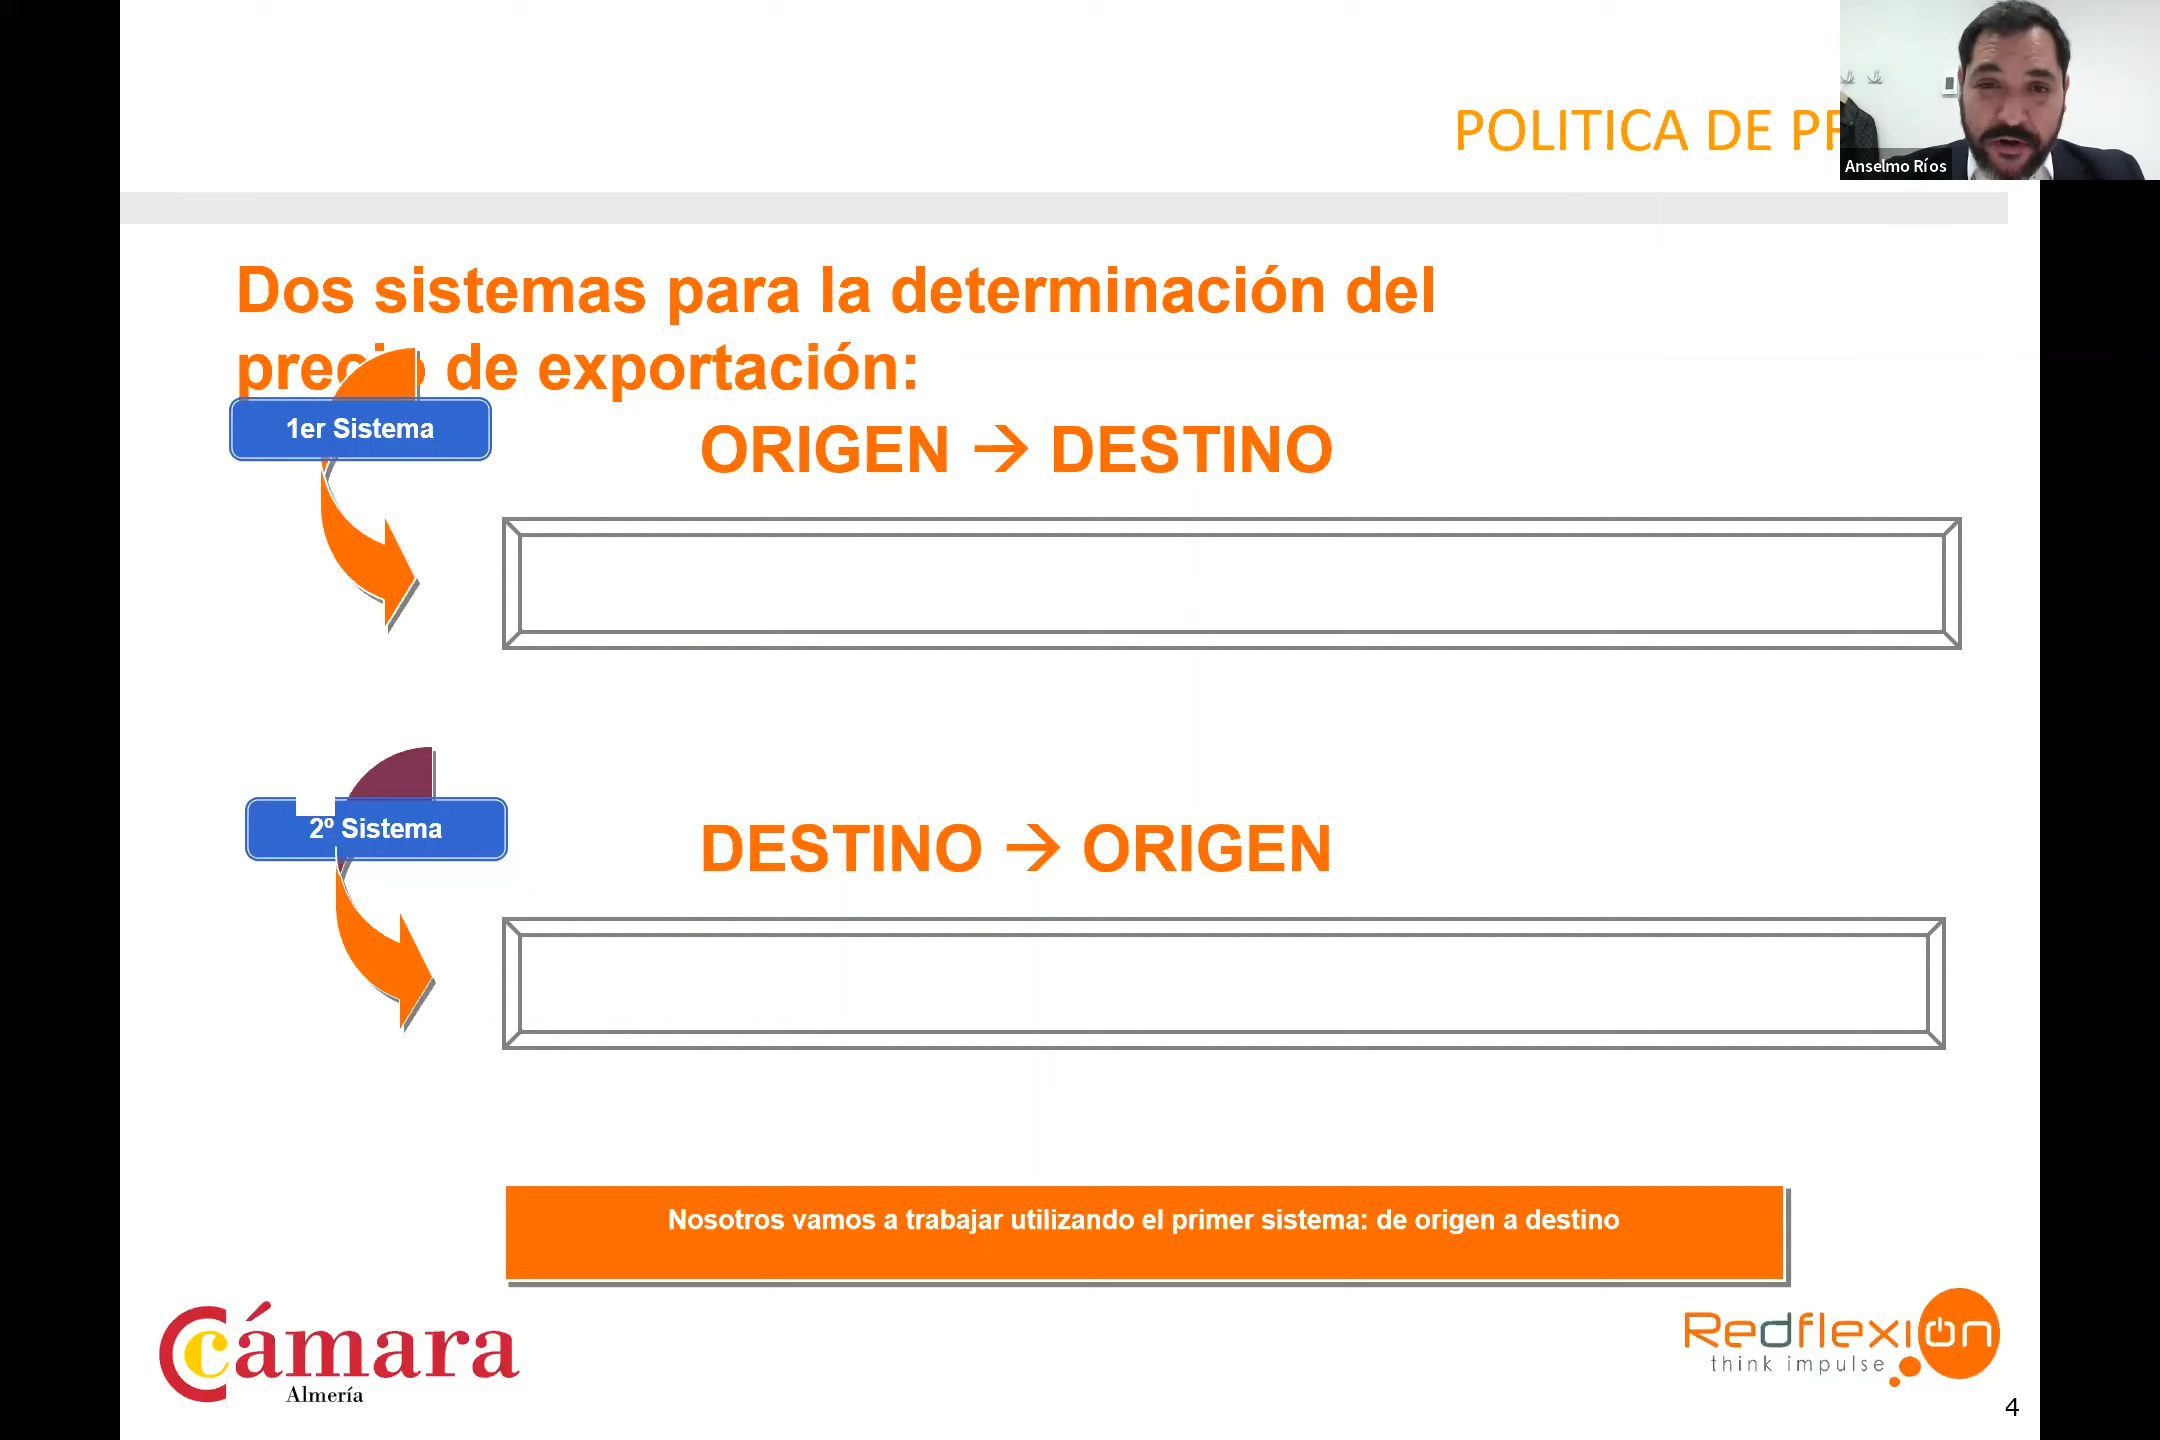 POLITICA DE
Anselmo Ríos
Dos sistemas para la determinación del
precio de exportación:
1er Sistema
ORIGEN → DESTINO
2º Sistema
DESTINO → ORIGEN
Nosotros vamos a trabajar utilizando el primer sistema: de origen a destino
Cámara
Almería
Redflexion
think impulse
4